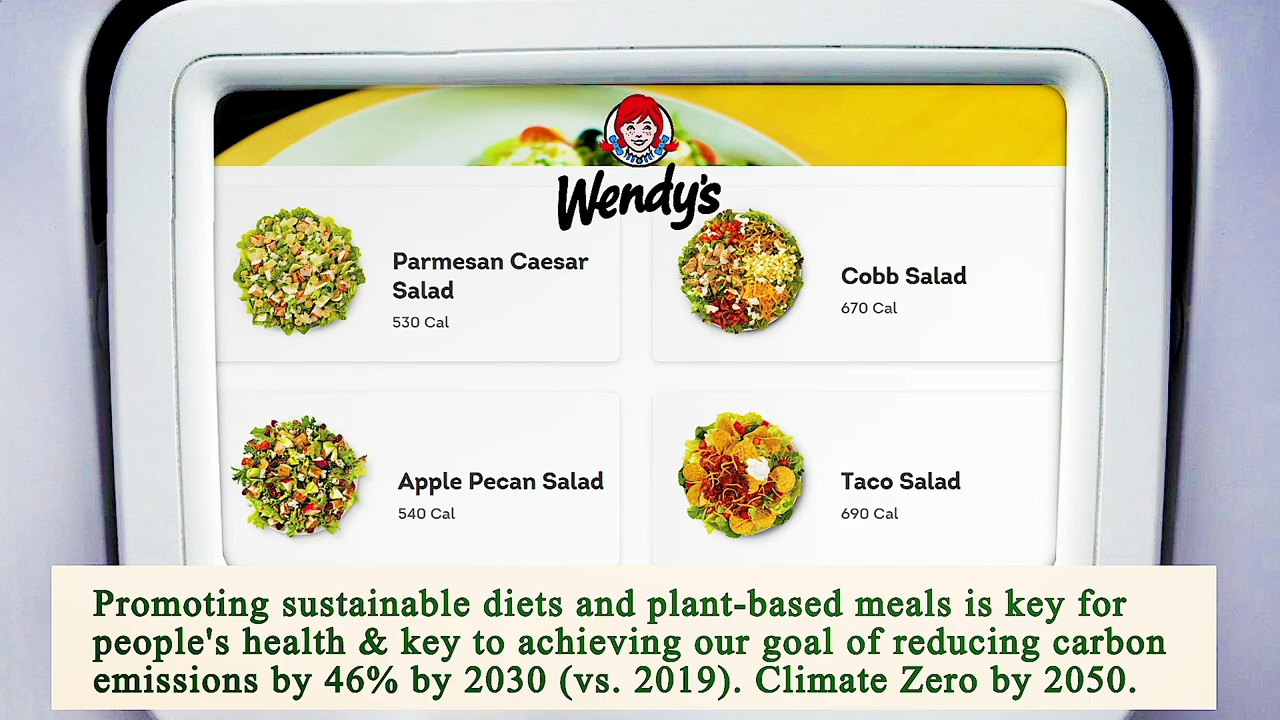 Wendy's
Parmesan Caesar
Salad
530 Cal
Cobb Salad
670 Cal
Apple Pecan Salad
540 Cal
Taco Salad
690 Cal
Promoting sustainable diets and plant-based meals is key for
people's health & key to achieving our goal of reducing carbon
emissions by 46% by 2030 (vs. 2019). Climate Zero by 2050.